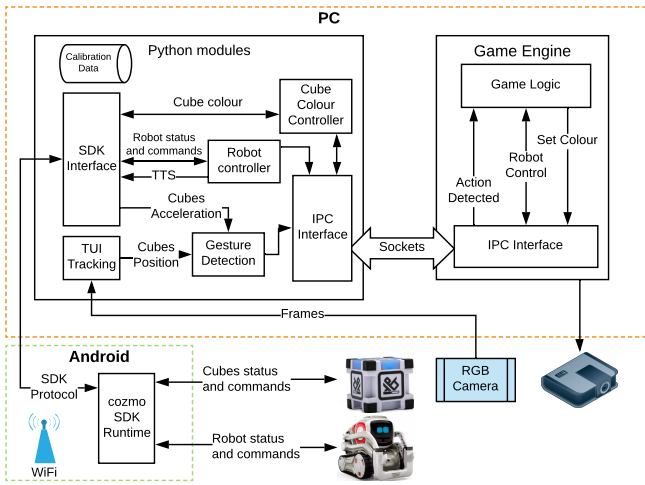 PC
Python modules
Calibration
Data
Cube colour
Cube
Colour
Controller
SDK
Interface
Robot status
and commands
Robot
controller
TTS
Cubes
Acceleration
IPC
Interface
TUI
Tracking
Cubes
Position
Gesture
Detection
Sockets
Game Engine
Game Logic
Set Colour
Robot
Control
Action
Detected
IPC Interface
Frames
Android
SDK
Protocol
cozmo
SDK
Runtime
WiFi
Cubes status
and commands
Robot status
and commands
RGB
Camera